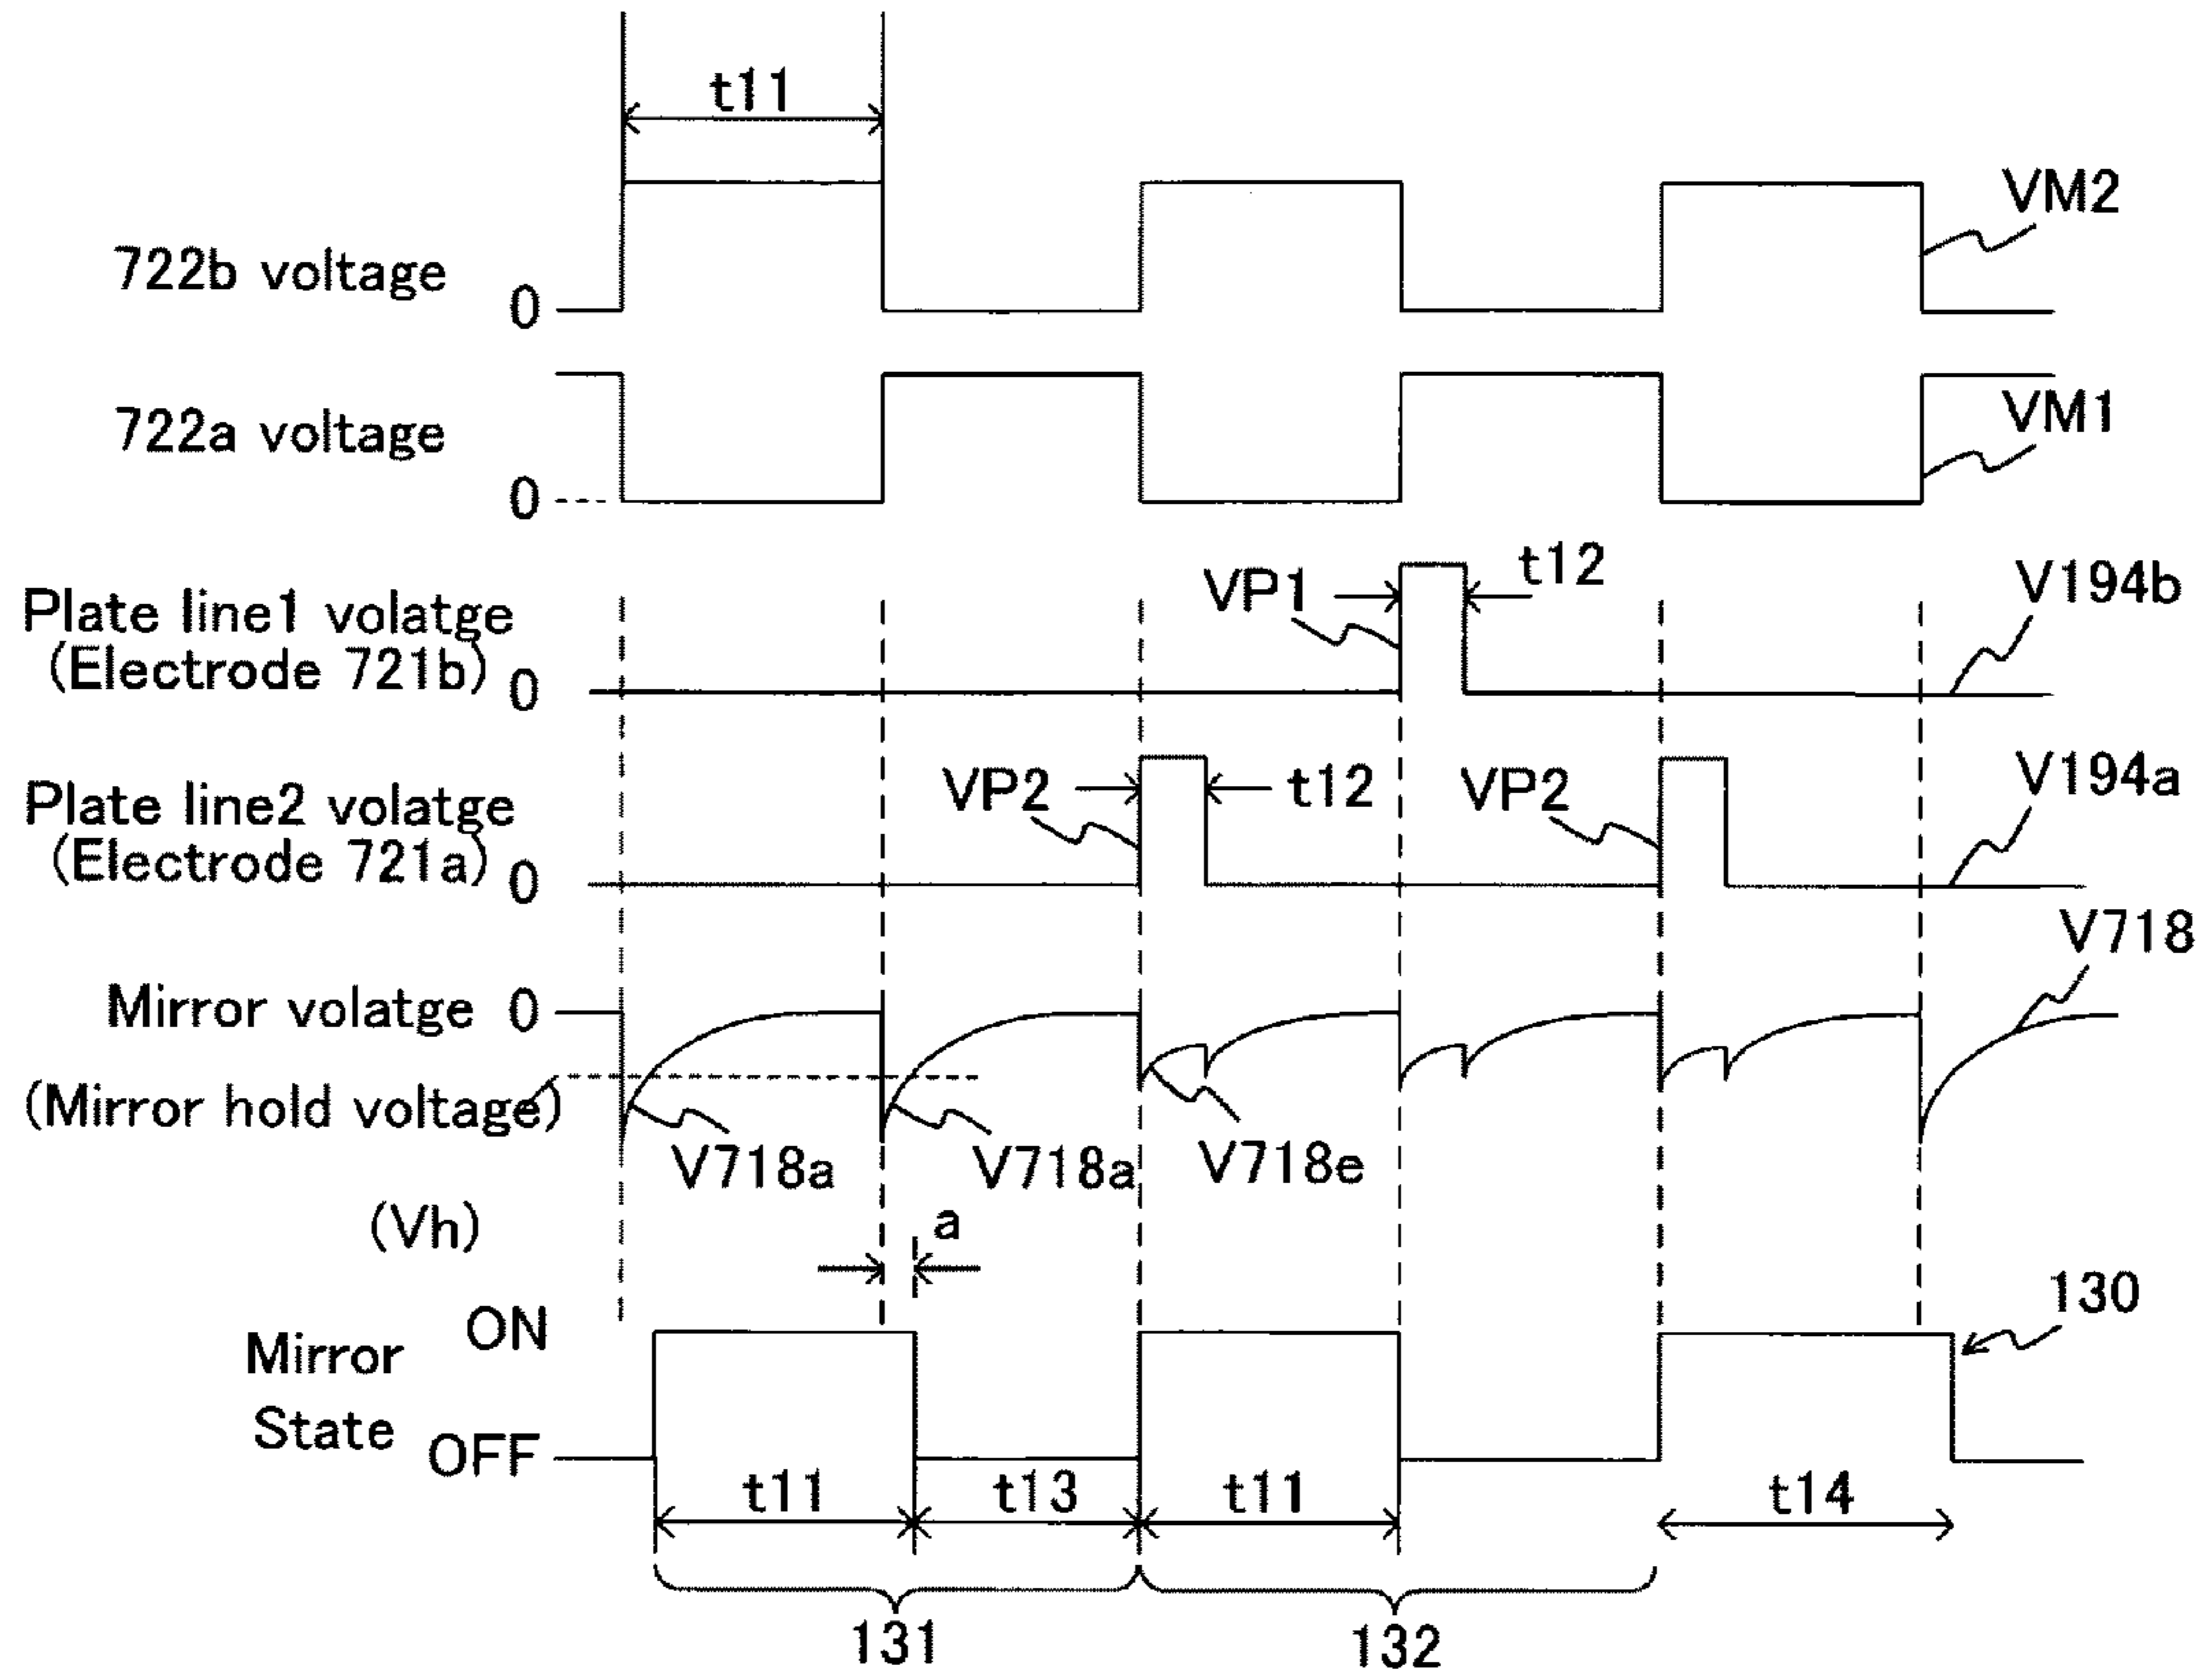 t11
VM2
722b voltage
0
722a voltage
VM1
0
VP1
t12
V194b
Plate line1 volatge
(Electrode 721b)
0
VP2
t12
VP2
V194a
Plate line2 volatge
(Electrode 721a)
0
V718
Mirror volatge
0
(Mirror hold voltage)
V718a
V718a
V718e
(Vh)
a
130
ON
Mirror
State
OFF
t11
t13
t11
t14
131
132